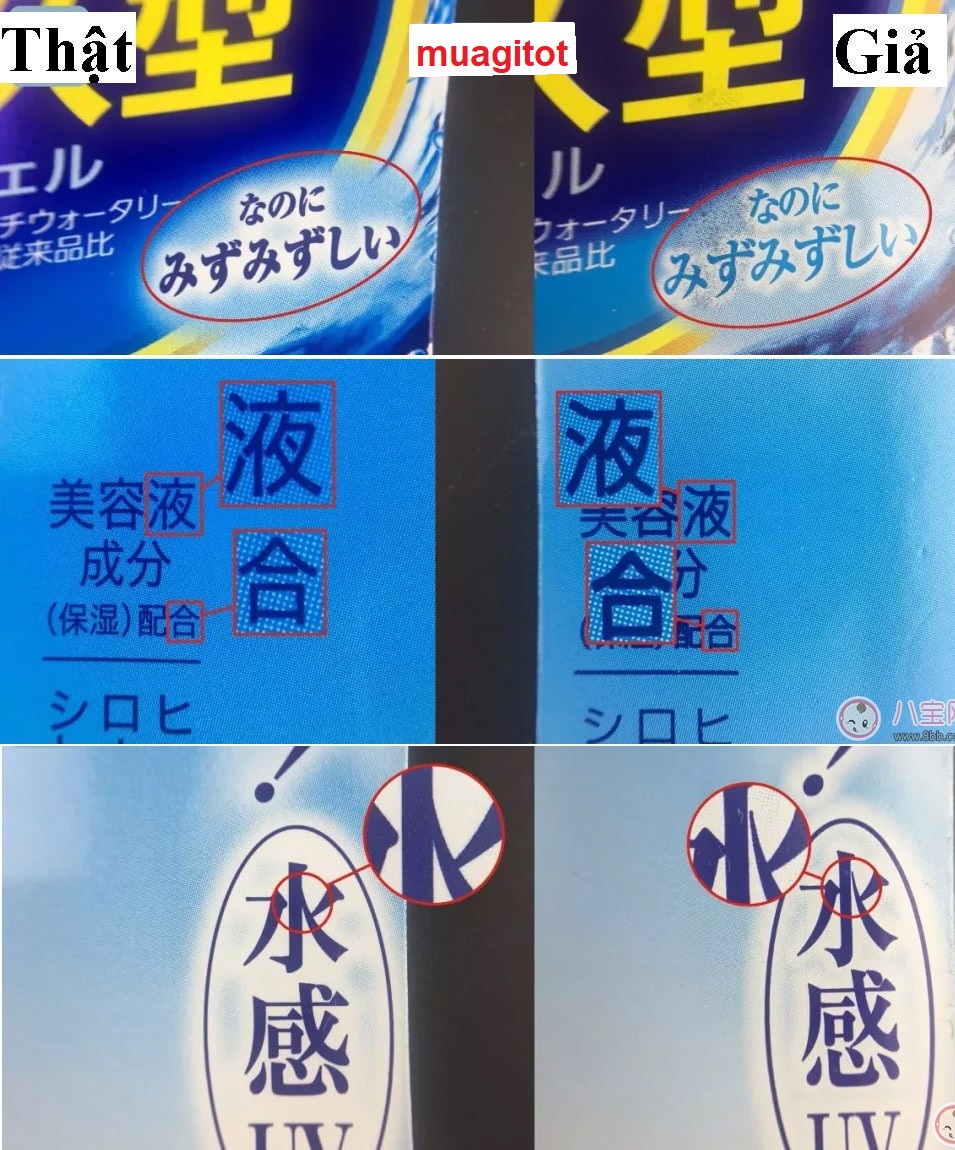 Thật
muagitot
Giả
型
ェル
チウォータリー
従来品比
なのに
みずみずしい
型
ル
ウォータリー
来品比
なのに
みずみずしい
液
美容液
成分
合
(保湿)配合
シロヒ
液
美容液
合
分
配合
シロヒ
八宝
www.8bb.c
!
水
水
感
UV
!
水
水
感
UV